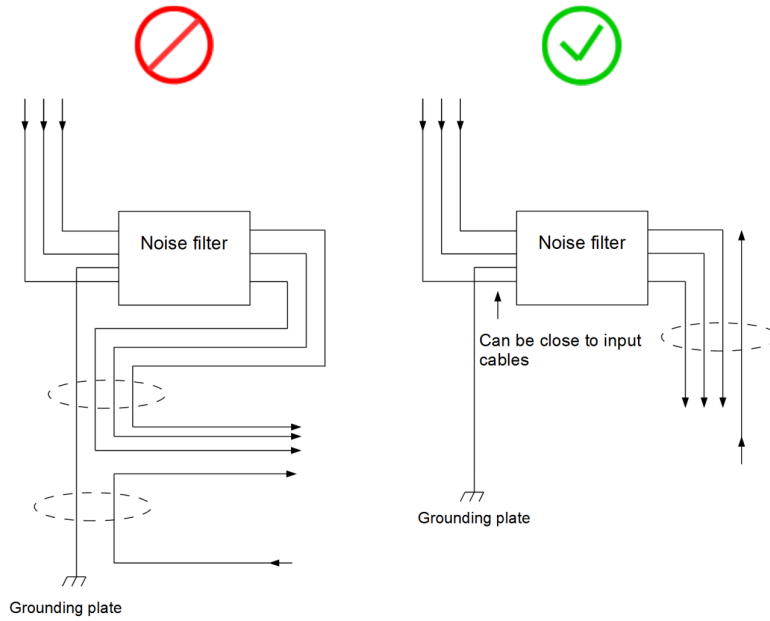 Noise filter
Grounding plate
Noise filter
Can be close to input
cables
Grounding plate